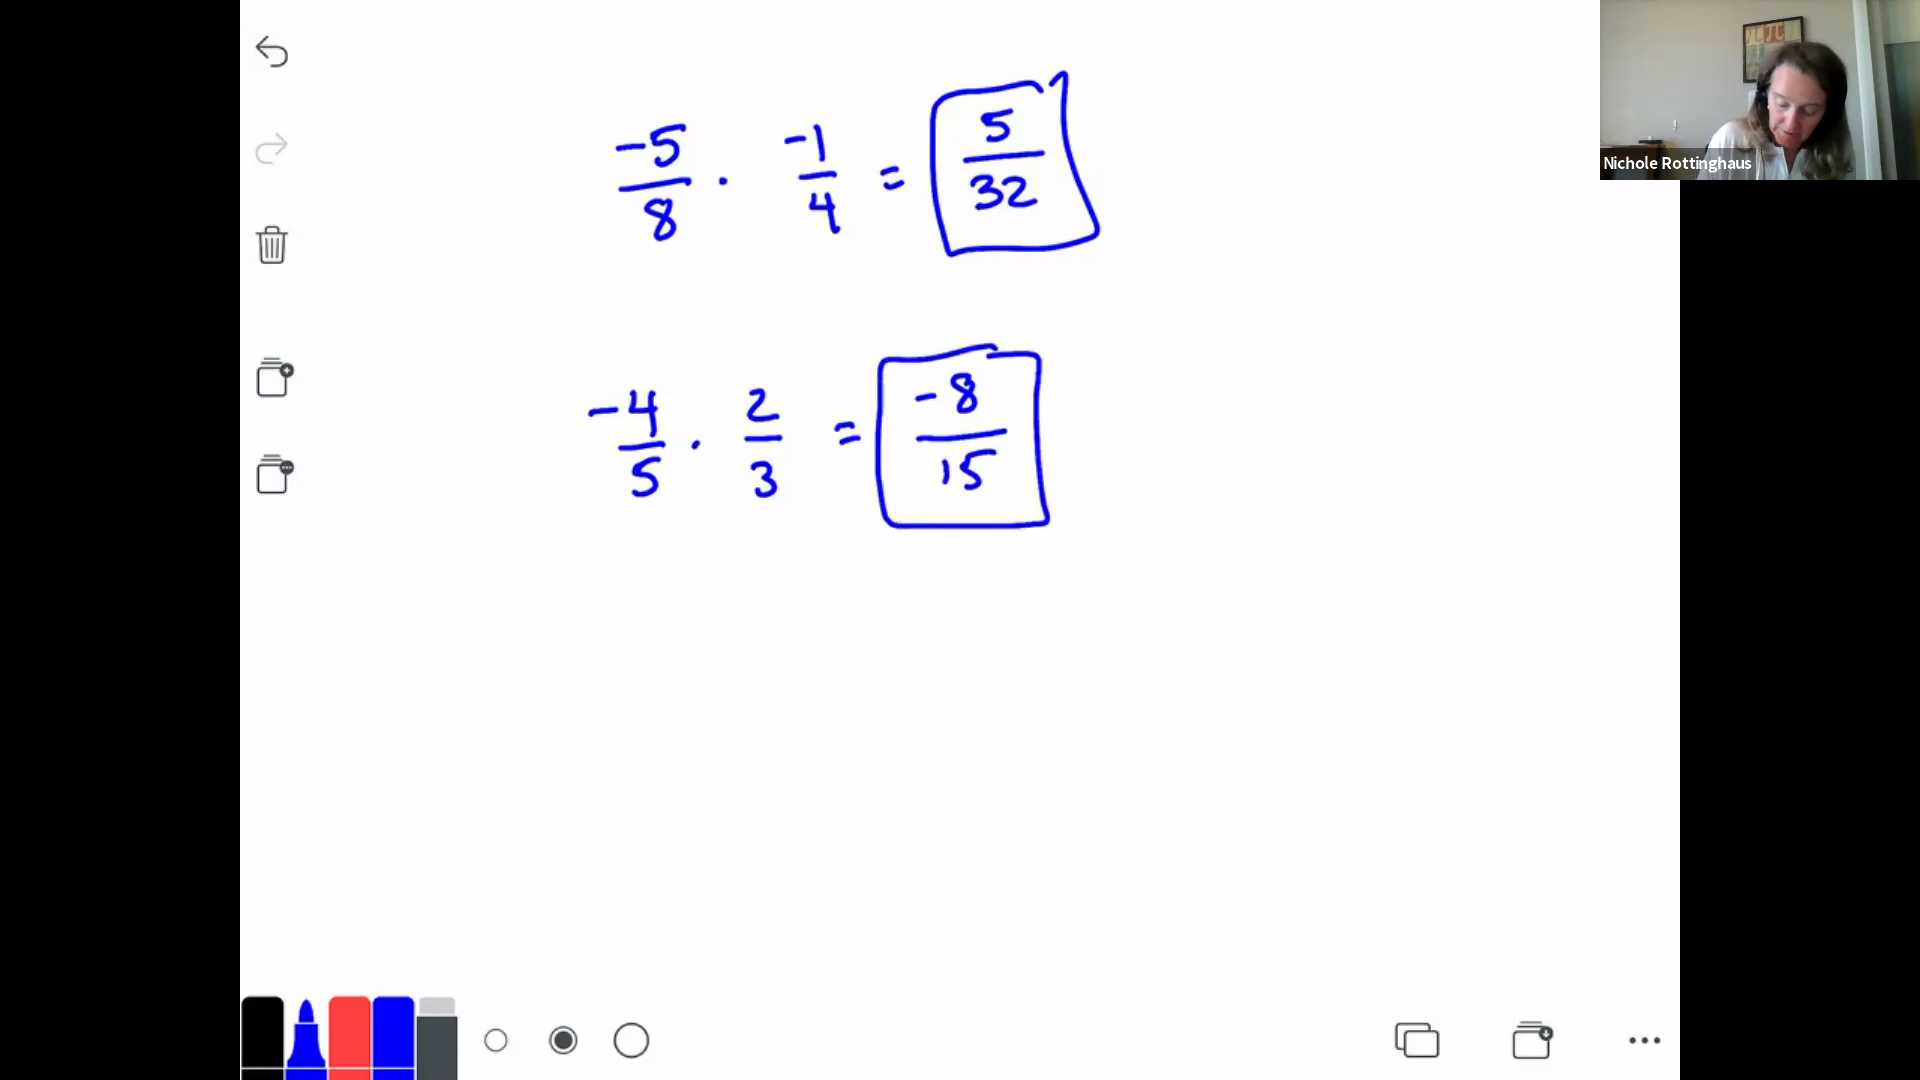 -5/8 · -1/4 = 5/32
-4/5 · 2/3 = -8/15
Nichole Rottinghaus